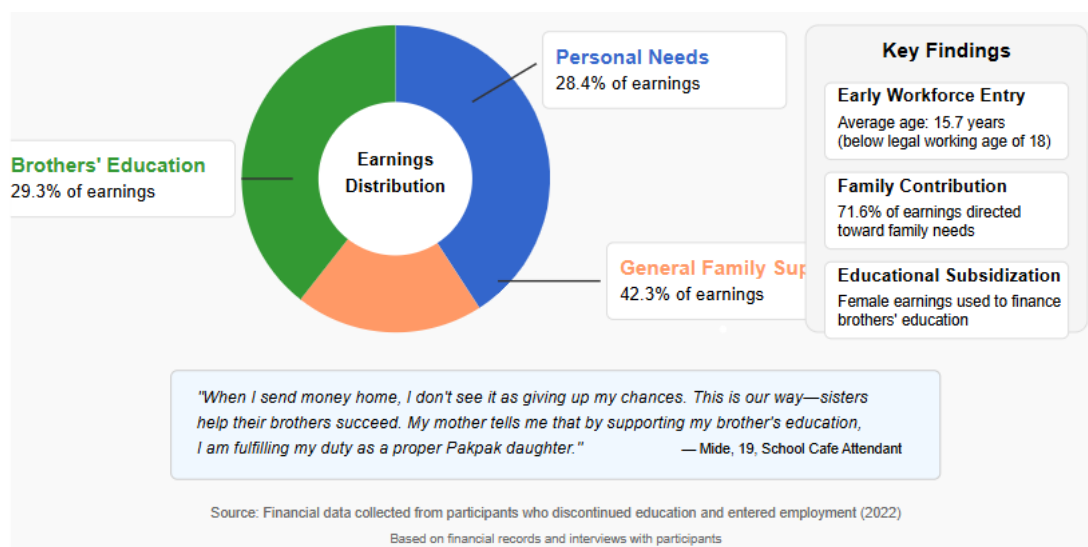 Personal Needs
28.4% of earnings
Brothers' Education
29.3% of earnings
Earnings
Distribution
General Family Sup
42.3% of earnings
Key Findings
Early Workforce Entry
Average age: 15.7 years
(below legal working age of 18)
Family Contribution
71.6% of earnings directed
toward family needs
Educational Subsidization
Female earnings used to finance
brothers' education
"When I send money home, I don't see it as giving up my chances. This is our way—sisters
help their brothers succeed. My mother tells me that by supporting my brother's education,
I am fulfilling my duty as a proper Pakpak daughter."
— Mide, 19, School Cafe Attendant
Source: Financial data collected from participants who discontinued education and entered employment (2022)
Based on financial records and interviews with participants